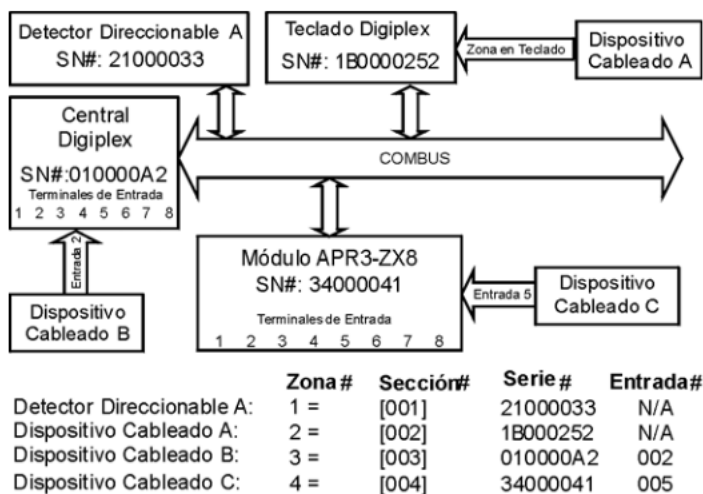 Detector Direccionable A
SN#: 21000033
Teclado Digiplex
SN#: 1B0000252
Zona en Teclado
Dispositivo
Cableado A
Central
Digiplex
SN#:010000A2
Terminales de Entrada
1 2 3 4 5 6 7 8
COMBUS
Entrada 2
Dispositivo
Cableado B
Módulo APR3-ZX8
SN#: 34000041
Terminales de Entrada
1 2 3 4 5 6 7 8
Entrada 5
Dispositivo
Cableado C
Zona # Sección# Serie # Entrada#
Detector Direccionable A: 1 = [001] 21000033 N/A
Dispositivo Cableado A: 2 = [002] 1B000252 N/A
Dispositivo Cableado B: 3 = [003] 010000A2 002
Dispositivo Cableado C: 4 = [004] 34000041 005